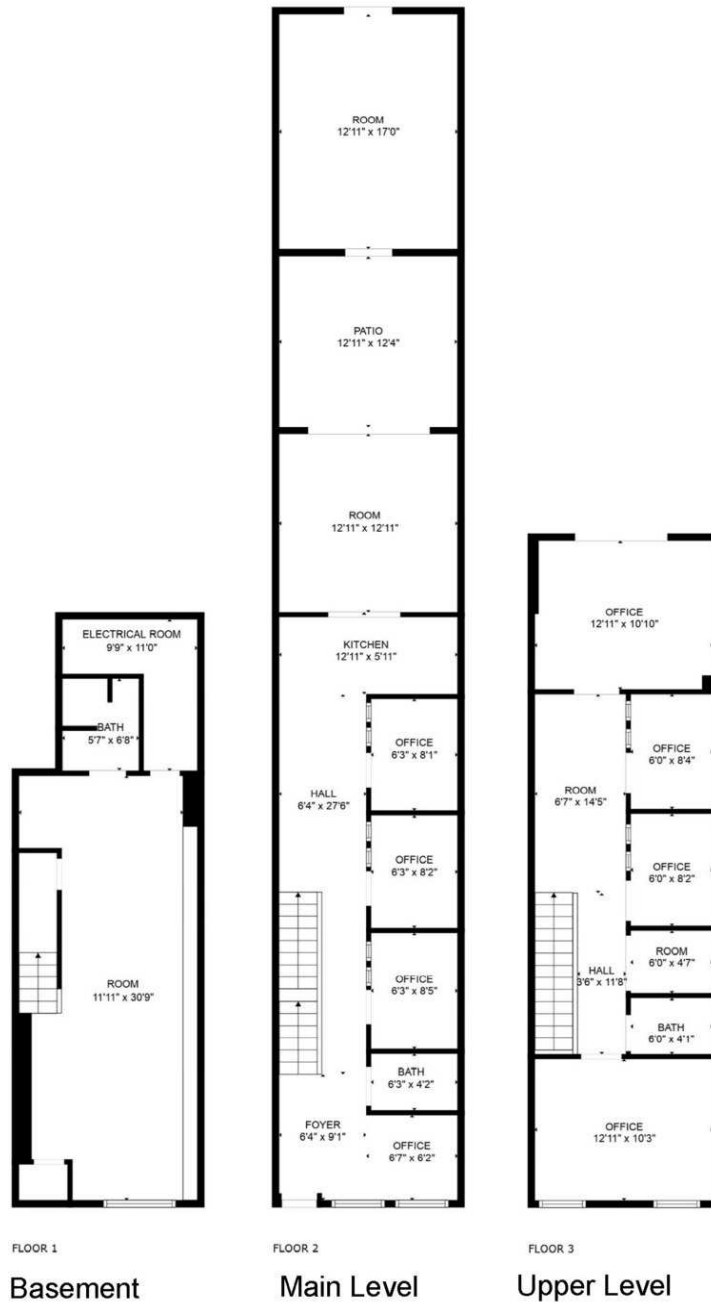 ELECTRICAL ROOM
9'9" x 11'0"
BATH
5'7" x 6'8"
ROOM
11'11" x 30'9"
FLOOR 1
Basement
ROOM
12'11" x 17'0"
PATIO
12'11" x 12'4"
ROOM
12'11" x 12'11"
KITCHEN
12'11" x 5'11"
OFFICE
6'3" x 8'1"
HALL
6'4" x 27'6"
OFFICE
6'3" x 8'2"
OFFICE
6'3" x 8'5"
BATH
6'3" x 4'2"
FOYER
6'4" x 9'1"
OFFICE
6'7" x 6'2"
FLOOR 2
Main Level
OFFICE
12'11" x 10'10"
OFFICE
6'0" x 8'4"
ROOM
6'7" x 14'5"
OFFICE
6'0" x 8'2"
ROOM
6'0" x 4'7"
HALL
3'6" x 11'8"
BATH
6'0" x 4'1"
OFFICE
12'11" x 10'3"
FLOOR 3
Upper Level